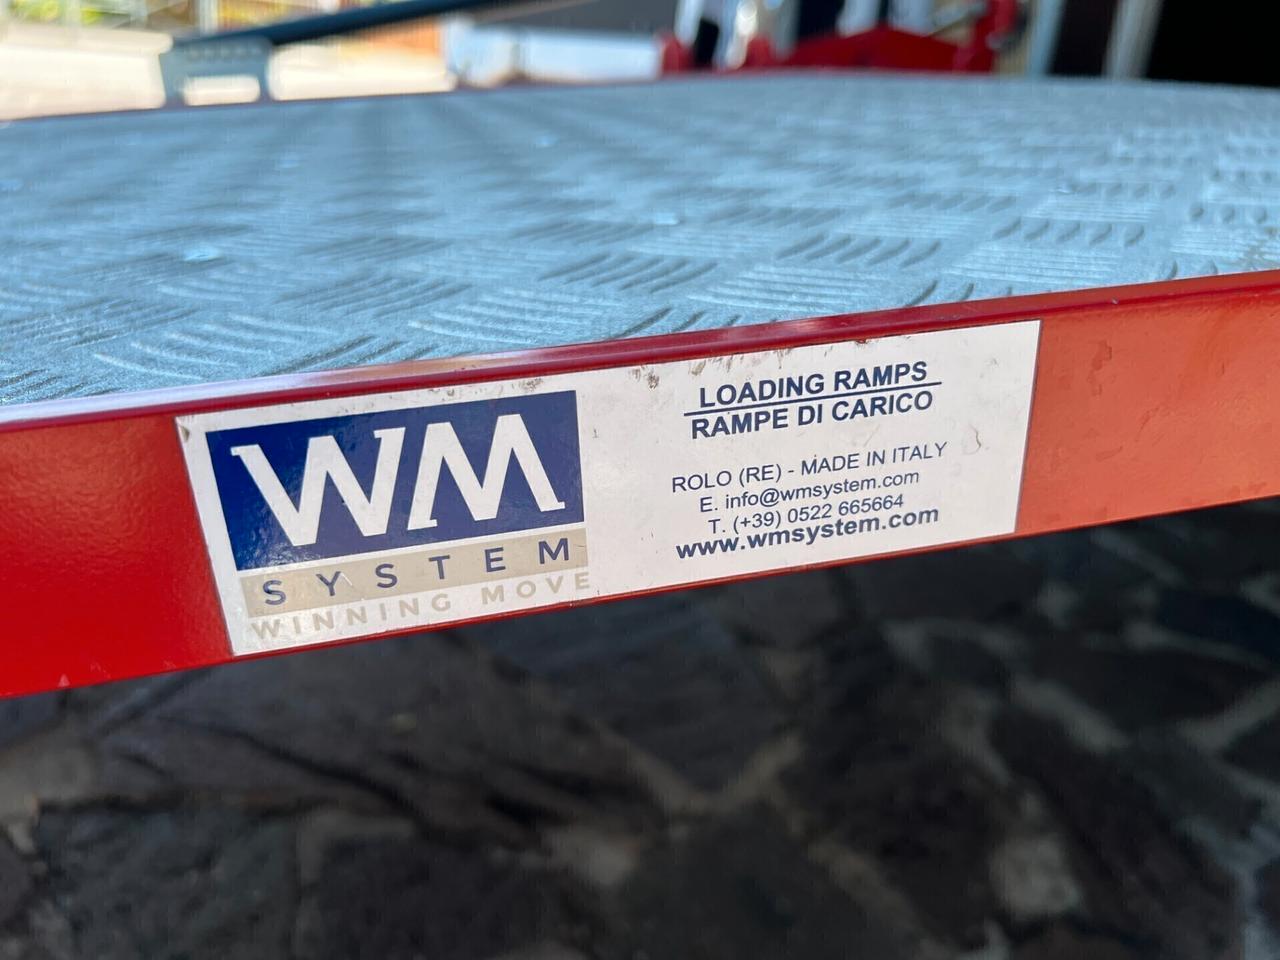 WM
SYSTEM
WINNING MOVE
LOADING RAMPS
RAMPE DI CARICO
ROLO (RE) - MADE IN ITALY
E. info@wmsystem.com
T. (+39) 0522 665664
www.wmsystem.com